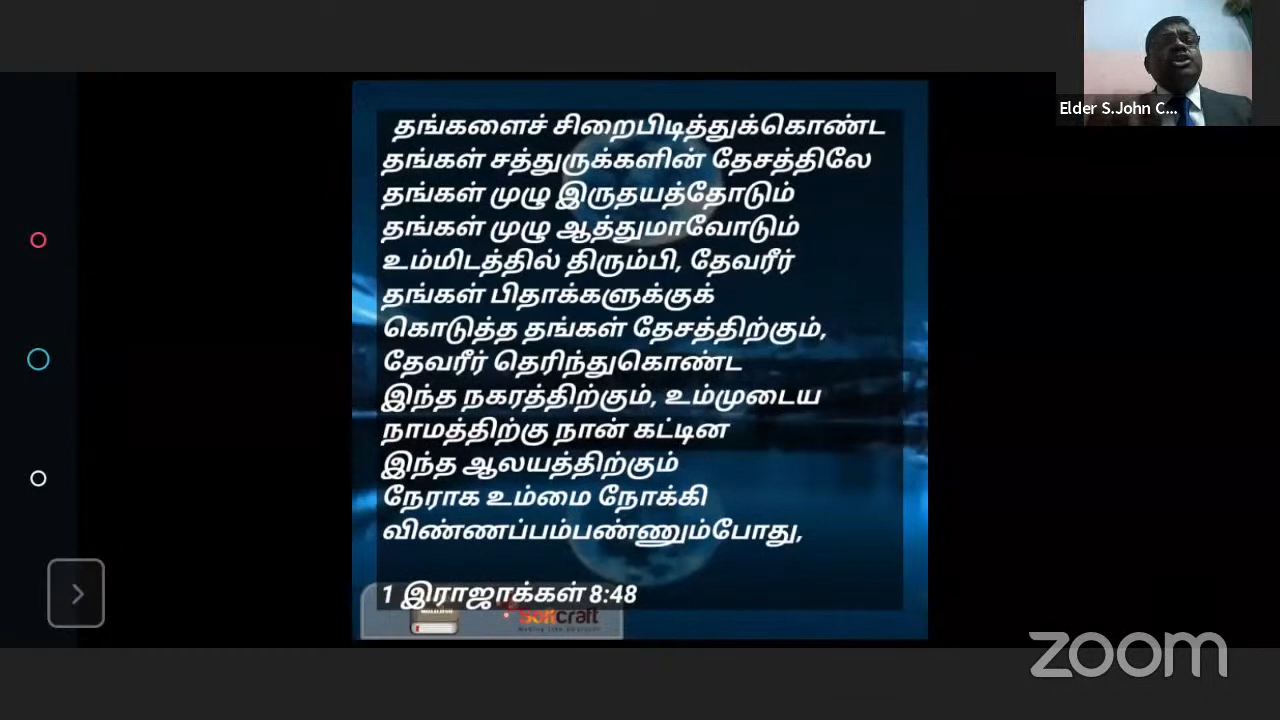 Elder S.John C...
தங்களைச் சிறைபிடித்துக்கொண்ட
தங்கள் சத்துருக்களின் தேசத்திலே
தங்கள் முழு இருதயத்தோடும்
தங்கள் முழு ஆத்துமாவோடும்
உம்மிடத்தில் திரும்பி, தேவரீர்
தங்கள் பிதாக்களுக்குக்
கொடுத்த தங்கள் தேசத்திற்கும்,
தேவரீர் தெரிந்துகொண்ட
இந்த நகரத்திற்கும், உம்முடைய
நாமத்திற்கு நான் கட்டின
இந்த ஆலயத்திற்கும்
நேராக உம்மை நோக்கி
விண்ணப்பம்பண்ணும்போது,
1 இராஜாக்கள் 8:48
Softcraft
zoom